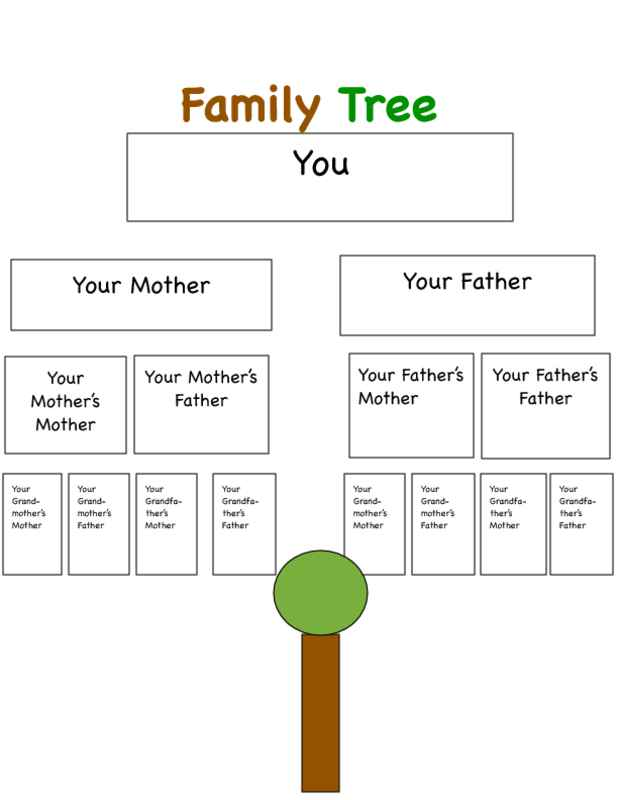 Family Tree
You
Your Mother
Your Father
Your
Mother's
Mother
Your Mother's
Father
Your Father's
Mother
Your Father's
Father
Your
Grand-
mother's
Mother
Your
Grand-
mother's
Father
Your
Grandfa-
ther's
Mother
Your
Grandfa-
ther's
Father
Your
Grand-
mother's
Mother
Your
Grand-
mother's
Father
Your
Grandfa-
ther's
Mother
Your
Grandfa-
ther's
Father